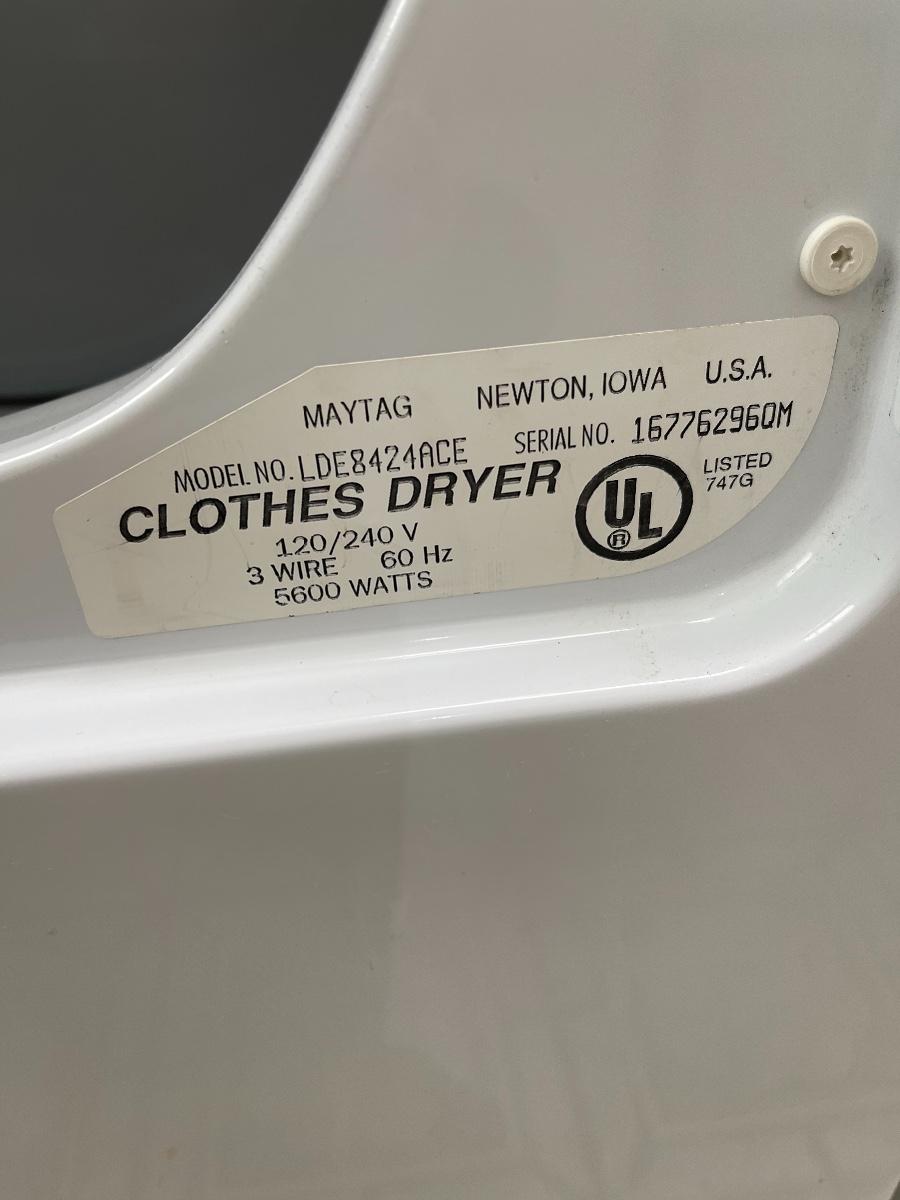 MAYTAG NEWTON, IOWA U.S.A.
MODEL NO. LDE8424ACE SERIAL NO. 16776296QM
CLOTHES DRYER
120/240 V
3 WIRE 60 Hz
5600 WATTS
UL
®
LISTED
747G